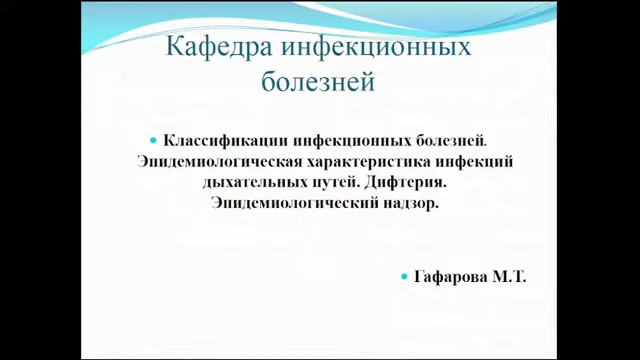 Кафедра инфекционных
болезней
Классификации инфекционных болезней.
Эпидемиологическая характеристика инфекций
дыхательных путей. Дифтерия.
Эпидемиологический надзор.
Гафарова М.Т.